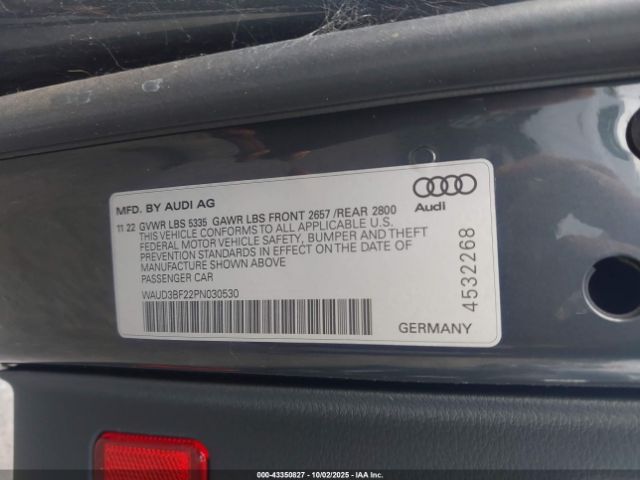 MFD. BY AUDI AG
Audi
11 22 GVWR LBS 5335 GAWR LBS FRONT 2657 /REAR 2800
THIS VEHICLE CONFORMS TO ALL APPLICABLE U.S.
FEDERAL MOTOR VEHICLE SAFETY, BUMPER AND THEFT
PREVENTION STANDARDS IN EFFECT ON THE DATE OF
MANUFACTURE SHOWN ABOVE
PASSENGER CAR
WAUD3BF22PN030530
GERMANY
4532268
000-43350827 - 10/02/2025 - IAAI.COM